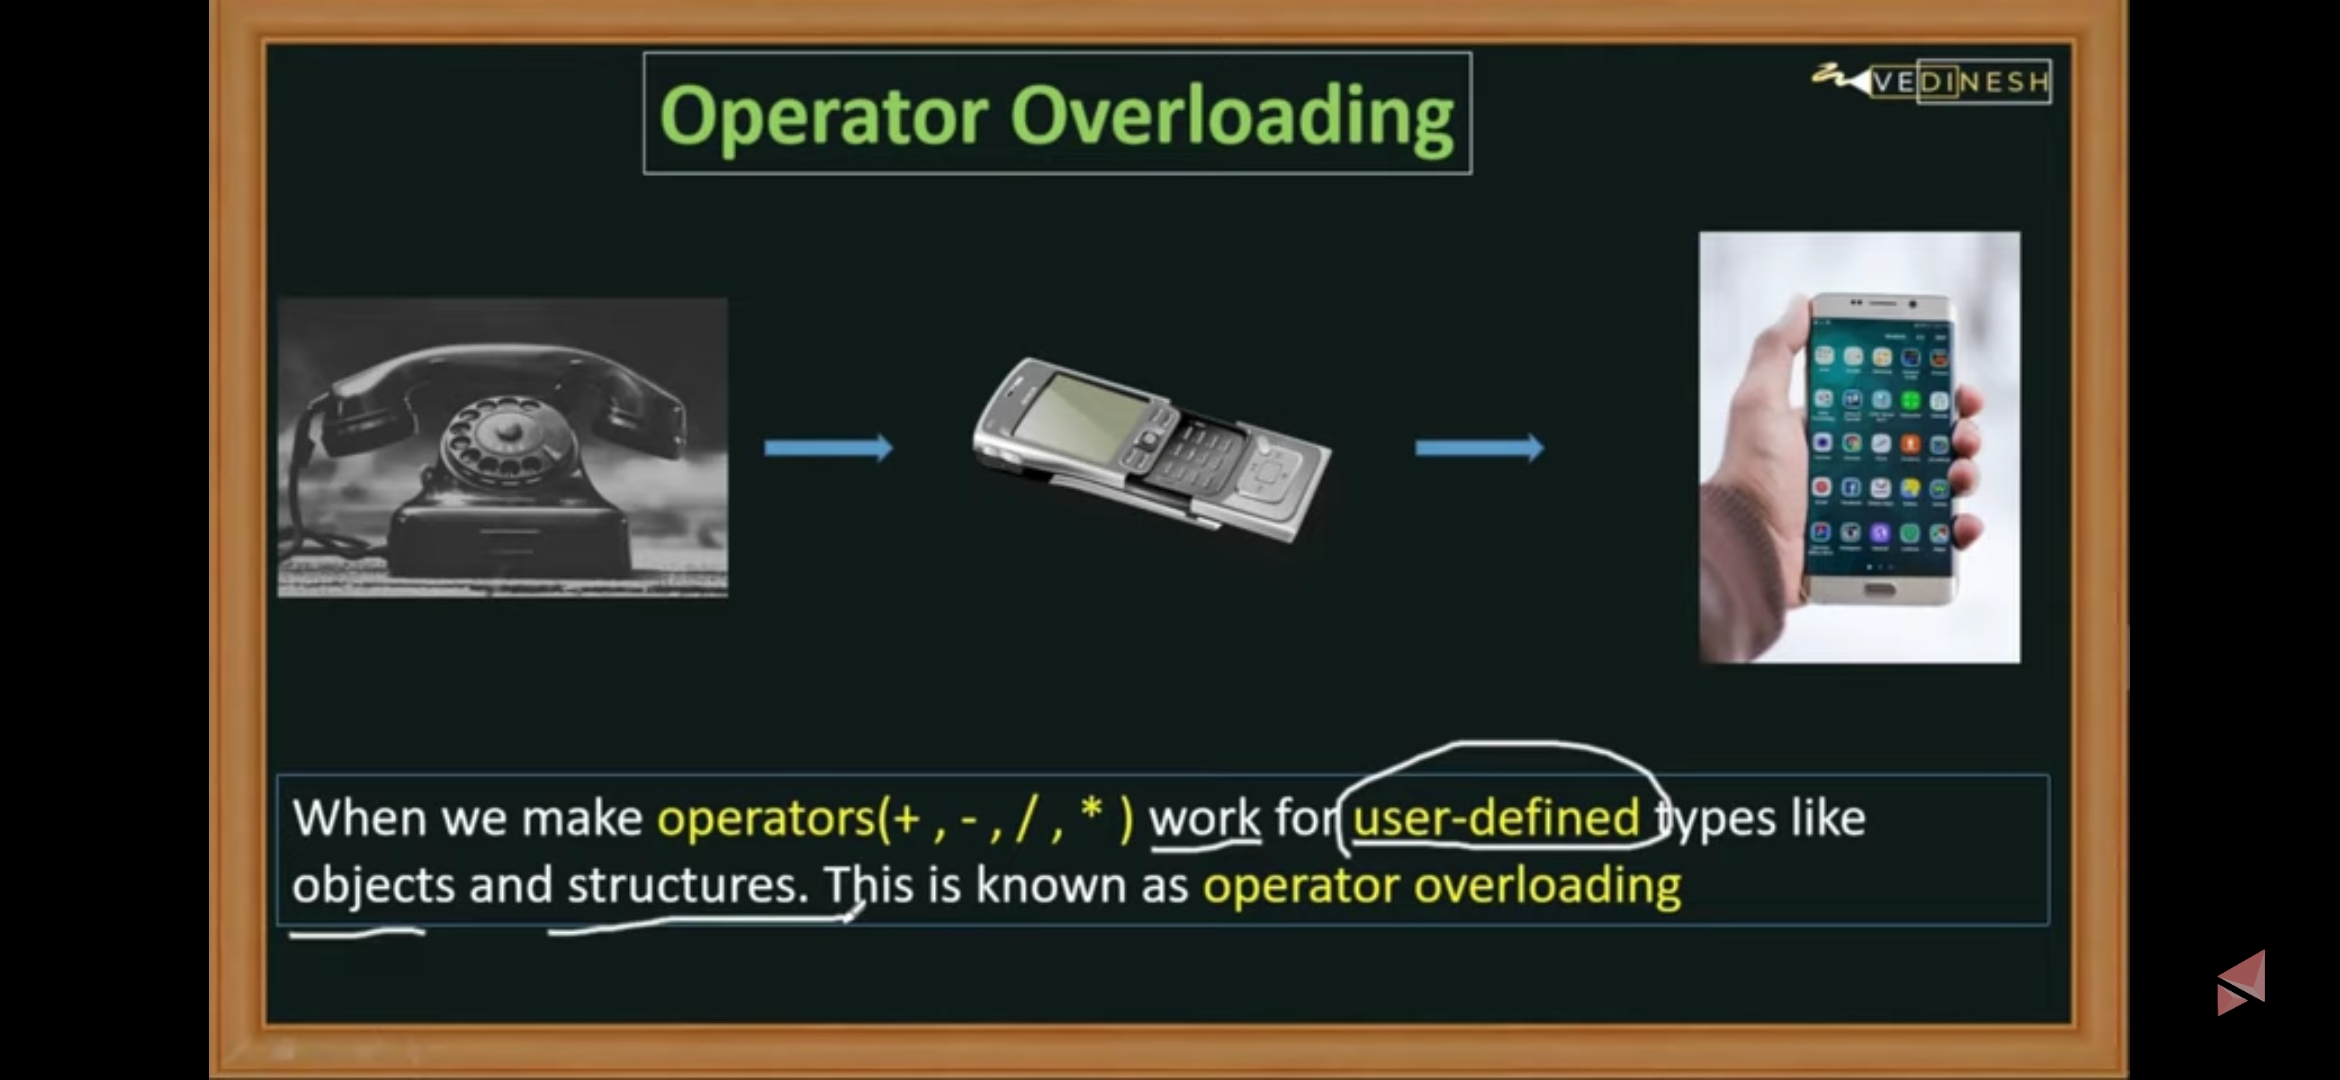 Operator Overloading
VEDINESH
When we make operators(+ , - , / , * ) work for user-defined types like
objects and structures. This is known as operator overloading